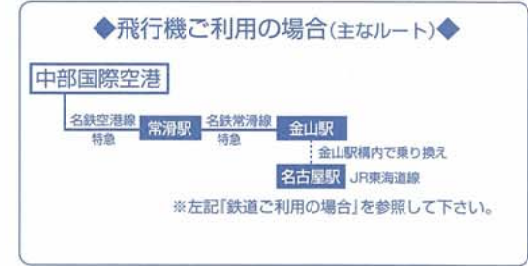 ◆飛行機ご利用の場合(主なルート)◆
中部国際空港
名鉄空港線
特急
常滑駅
名鉄常滑線
特急
金山駅
金山駅構内で乗り換え
名古屋駅 JR東海道線
※左記「鉄道ご利用の場合」を参照して下さい。